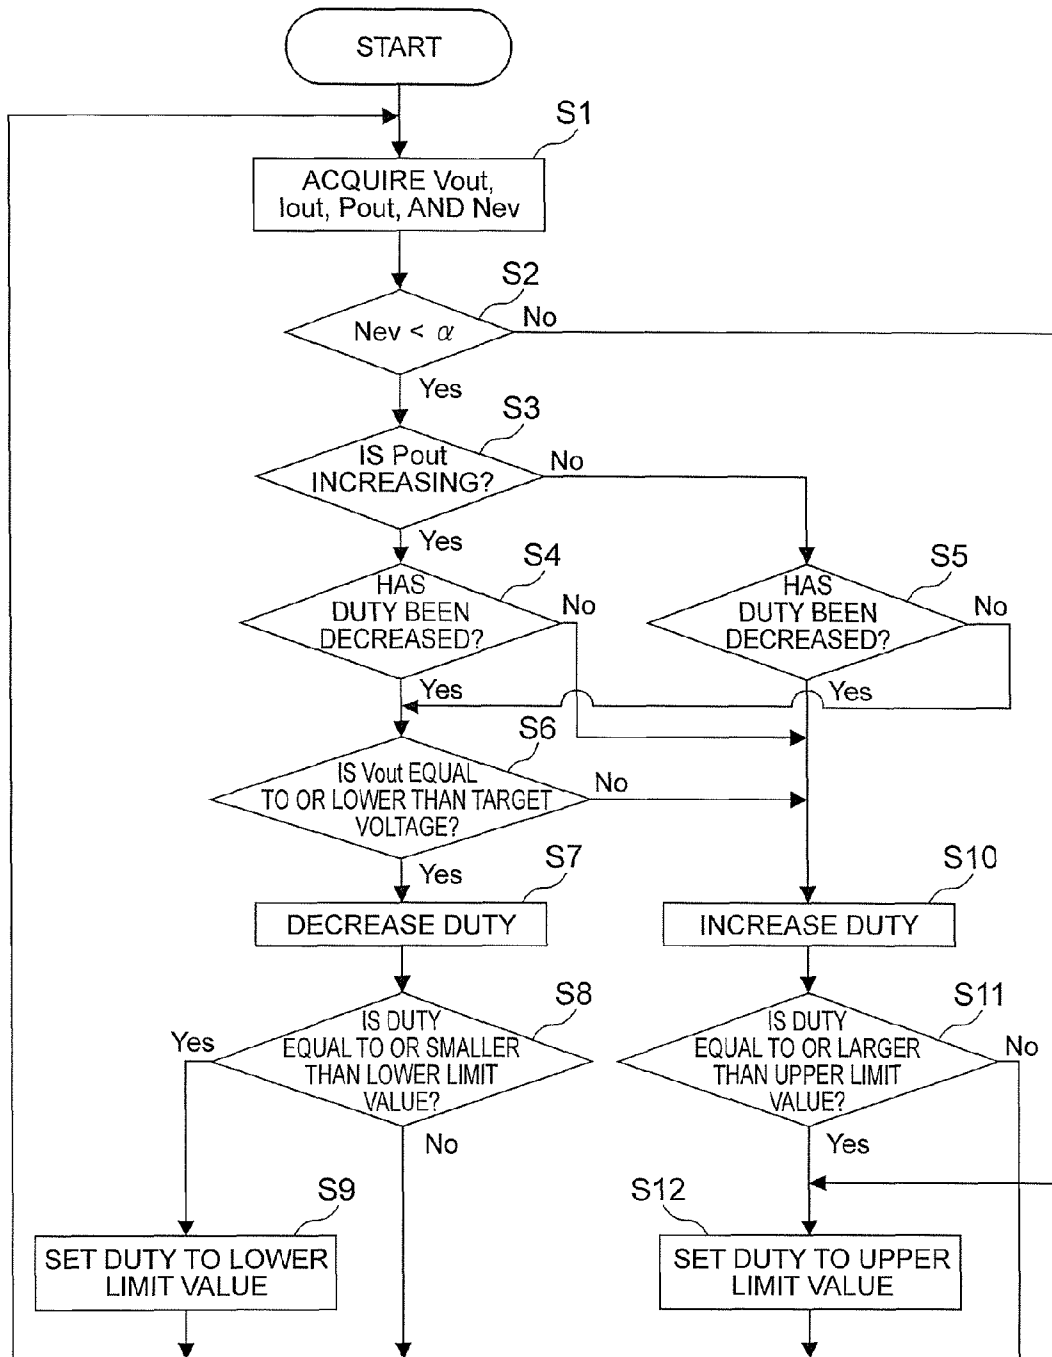 START
S1
ACQUIRE Vout,
Iout, Pout, AND Nev
S2
Nev < α
No
Yes
S3
IS Pout
INCREASING?
No
Yes
S4
HAS
DUTY BEEN
DECREASED?
No
Yes
S5
HAS
DUTY BEEN
DECREASED?
No
Yes
S6
IS Vout EQUAL
TO OR LOWER THAN TARGET
VOLTAGE?
No
Yes
S7
DECREASE DUTY
S10
INCREASE DUTY
S8
IS DUTY
EQUAL TO OR SMALLER
THAN LOWER LIMIT
VALUE?
Yes
No
S11
IS DUTY
EQUAL TO OR LARGER
THAN UPPER LIMIT
VALUE?
No
Yes
S9
SET DUTY TO LOWER
LIMIT VALUE
S12
SET DUTY TO UPPER
LIMIT VALUE